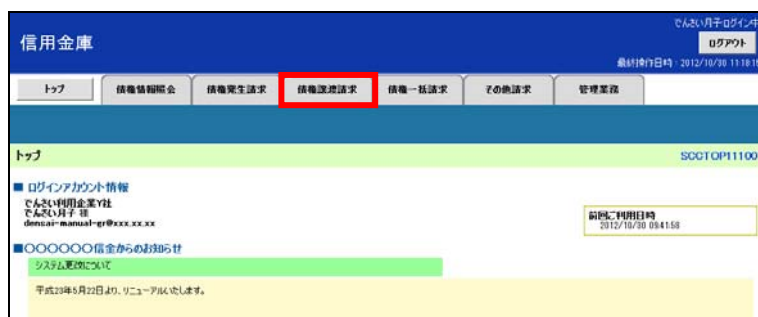 でんさい月子ログイン中
信用金庫
ログアウト
最終操作日時：2012/10/30 11:18:15
トップ 債権情報照会 債権発生請求 債権譲渡請求 債権一括請求 その他請求 管理業務
トップ SCCTOP11100
■ ログインアカウント情報
でんさい利用企業Y社
でんさい月子 様
densai-manual-gr@xxx.xx.xx
前回ご利用日時
2012/10/30 09:41:58
■〇〇〇〇〇〇信金からのお知らせ
システム更改について
平成23年5月22日より、リニューアルいたします。